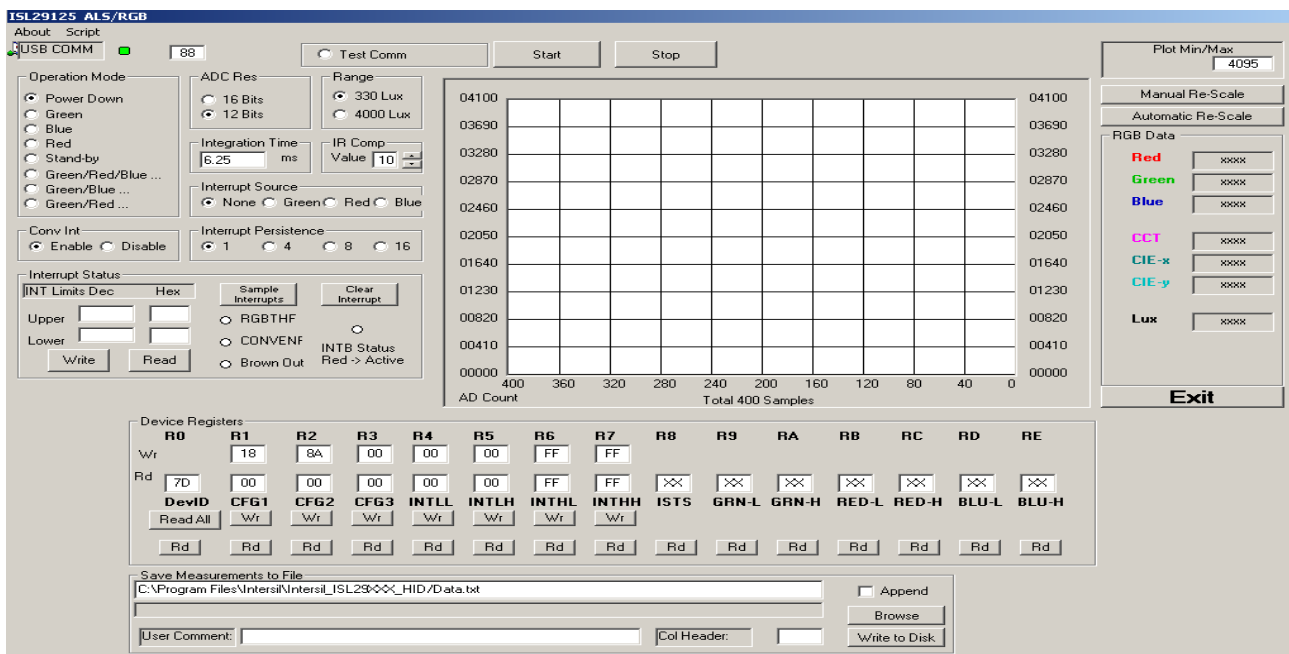 ISL29125 ALS/RGB
About Script
USB COMM
88
Test Comm
Start
Stop
Plot Min/Max
4095
Manual Re-Scale
Automatic Re-Scale
Operation Mode
Power Down
Green
Blue
Red
Stand-by
Green/Red/Blue ...
Green/Blue ...
Green/Red ...
ADC Res
16 Bits
12 Bits
Range
330 Lux
4000 Lux
Integration Time
6.25 ms
IR Comp
Value 10
Interrupt Source
None Green Red Blue
Conv Int
Enable Disable
Interrupt Persistence
1 4 8 16
Interrupt Status
INT Limits Dec Hex
Upper
Lower
Write Read
Sample Interrupts
Clear Interrupt
RGBTHF
CONVENF
Brown Out
INTB Status
Red -> Active
04100 04100
03690 03690
03280 03280
02870 02870
02460 02460
02050 02050
01640 01640
01230 01230
00820 00820
00410 00410
00000 00000
400 360 320 280 240 200 160 120 80 40 0
AD Count Total 400 Samples
RGB Data
Red xxxx
Green xxxx
Blue xxxx
CCT xxxx
CIE-x xxxx
CIE-y xxxx
Lux xxxx
Exit
Device Registers
R0 R1 R2 R3 R4 R5 R6 R7 R8 R9 RA RB RC RD RE
Wr 18 8A 00 00 00 FF FF
Rd 7D 00 00 00 00 00 FF FF XX XX XX XX XX XX XX
DevID CFG1 CFG2 CFG3 INTLL INTLH INTHL INTHH ISTS GRN-L GRN-H RED-L RED-H BLU-L BLU-H
Read All Wr Wr Wr Wr Wr Wr Wr
Rd Rd Rd Rd Rd Rd Rd Rd Rd Rd Rd Rd Rd Rd Rd
Save Measurements to File
C:\Program Files\Intersil\Intersil_ISL29XXX_HID/Data.txt
Append
Browse
User Comment: Col Header:
Write to Disk